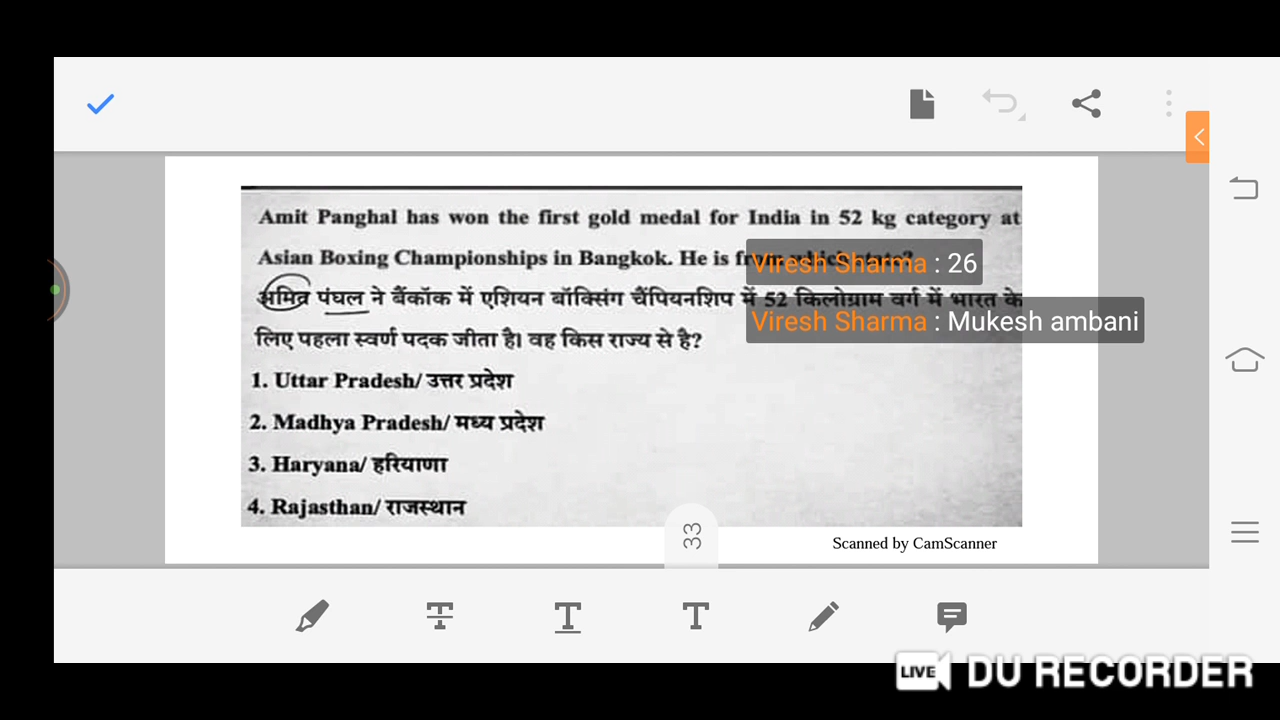 Amit Panghal has won the first gold medal for India in 52 kg category at
Asian Boxing Championships in Bangkok. He is from which state?
Viresh Sharma : 26
अमित पंघल ने बैंकॉक में एशियन बॉक्सिंग चैंपियनशिप में 52 किलोग्राम वर्ग में भारत के
Viresh Sharma : Mukesh ambani
लिए पहला स्वर्ण पदक जीता है। वह किस राज्य से है?
1. Uttar Pradesh/ उत्तर प्रदेश
2. Madhya Pradesh/ मध्य प्रदेश
3. Haryana/ हरियाणा
4. Rajasthan/ राजस्थान
33
Scanned by CamScanner
LIVE DU RECORDER